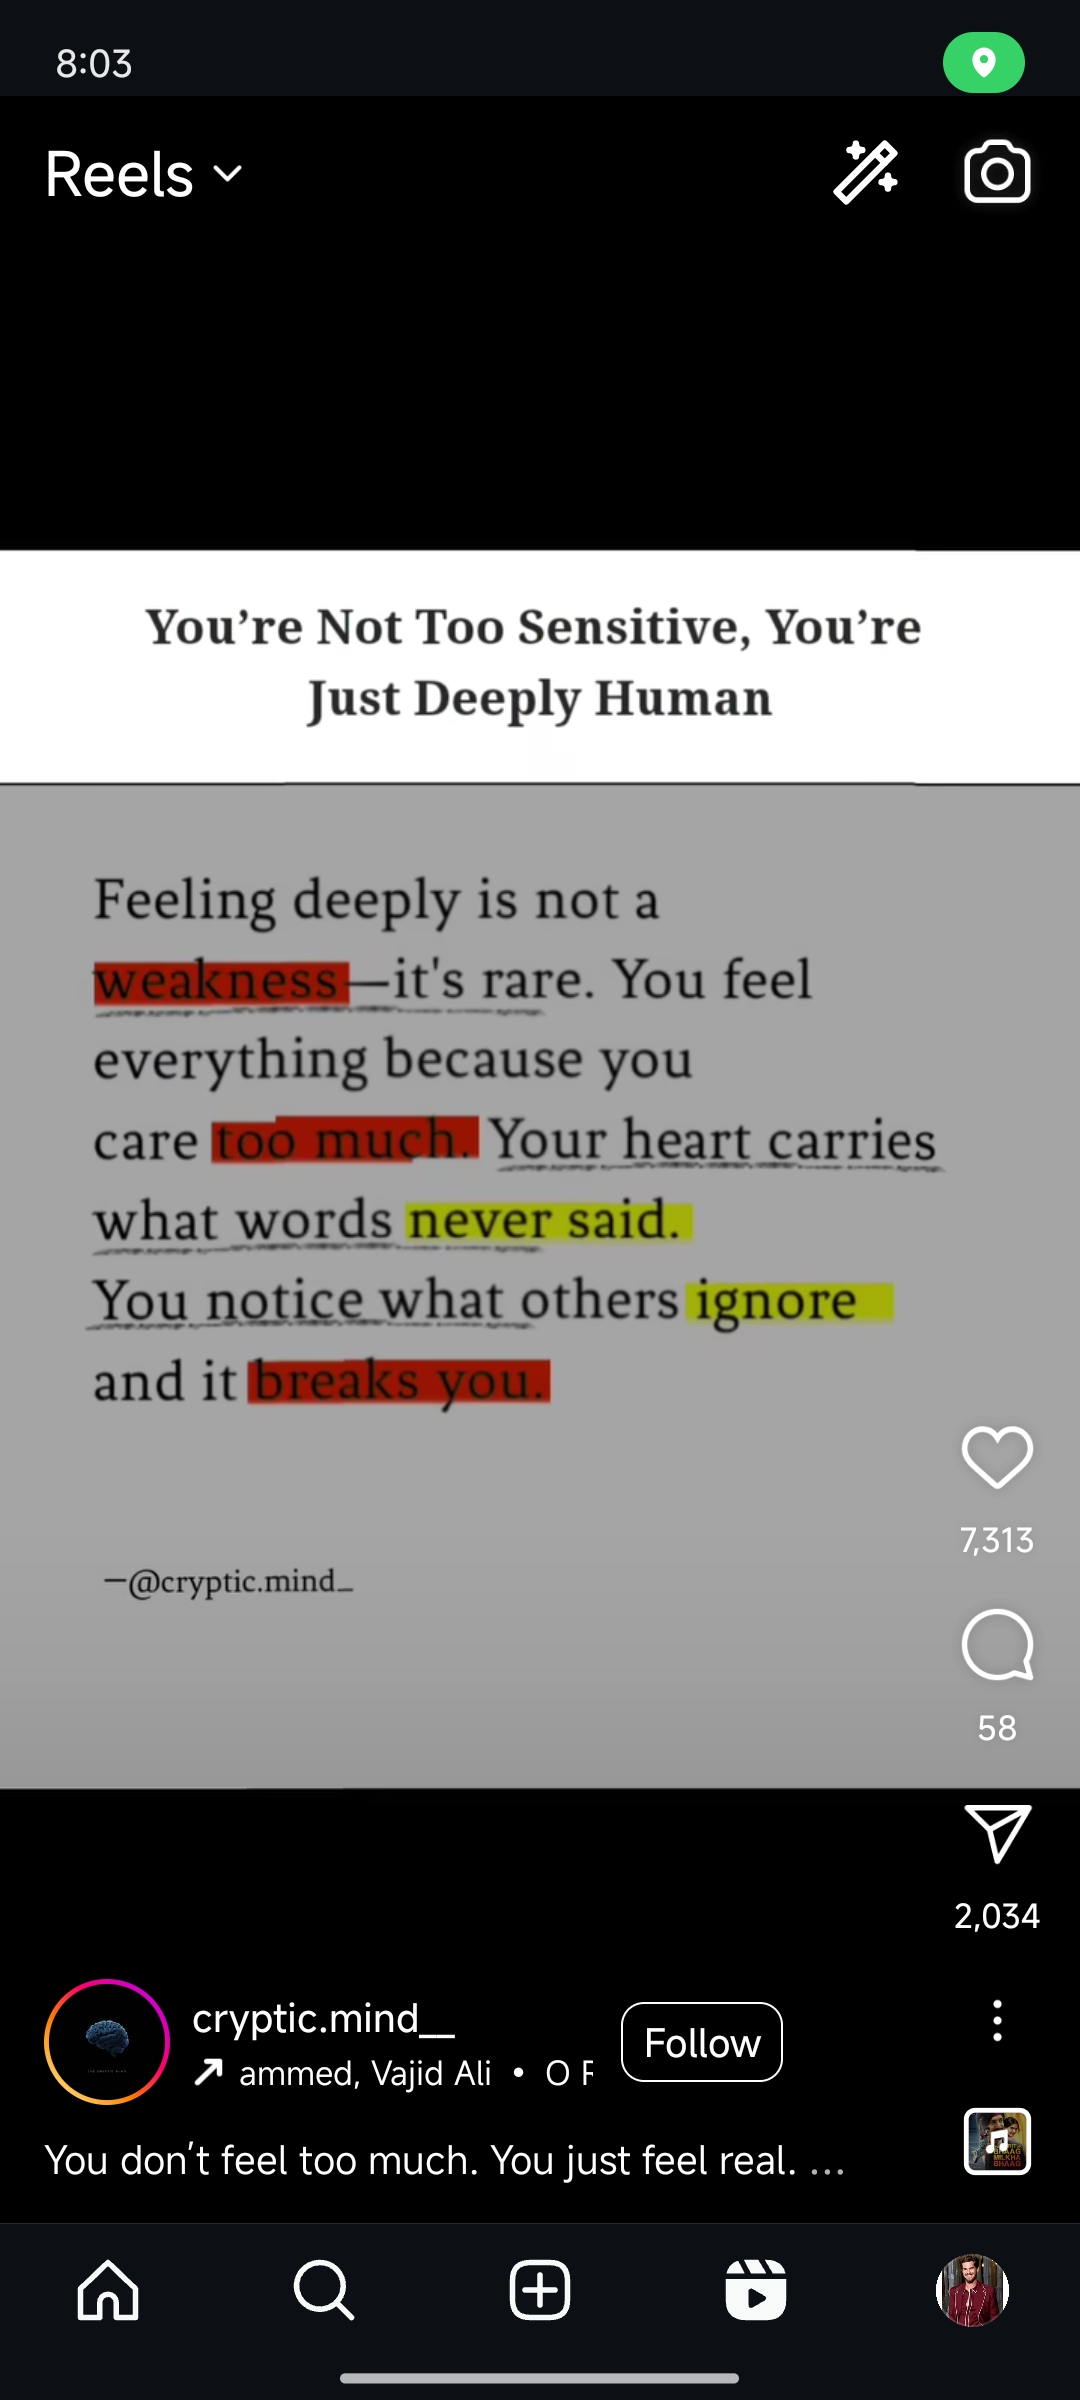 8:03
Reels
You’re Not Too Sensitive, You’re
Just Deeply Human
Feeling deeply is not a
weakness—it's rare. You feel
everything because you
care too much. Your heart carries
what words never said.
You notice what others ignore
and it breaks you.
7,313
—@cryptic.mind_
58
2,034
cryptic.mind__
Follow
ammed, Vajid Ali • O
You don’t feel too much. You just feel real. ...
BHAAG
MILKHA
BHAAG